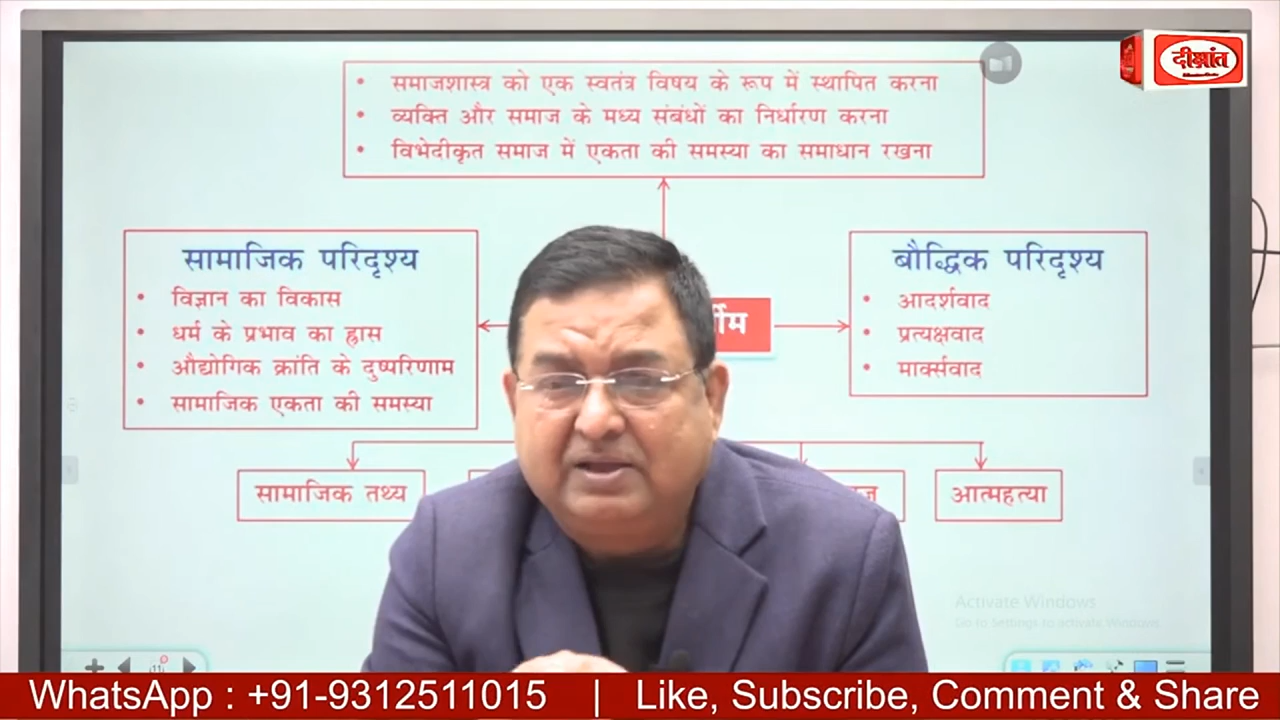 दीक्षांत
• समाजशास्त्र को एक स्वतंत्र विषय के रूप में स्थापित करना
• व्यक्ति और समाज के मध्य संबंधों का निर्धारण करना
• विभेदीकृत समाज में एकता की समस्या का समाधान रखना
सामाजिक परिदृश्य
• विज्ञान का विकास
• धर्म के प्रभाव का ह्रास
• औद्योगिक क्रांति के दुष्परिणाम
• सामाजिक एकता की समस्या
बौद्धिक परिदृश्य
• आदर्शवाद
• प्रत्यक्षवाद
• मार्क्सवाद
सामाजिक तथ्य
आत्महत्या
Activate Windows
Go to Settings to activate Windows.
WhatsApp : +91-9312511015 | Like, Subscribe, Comment & Share